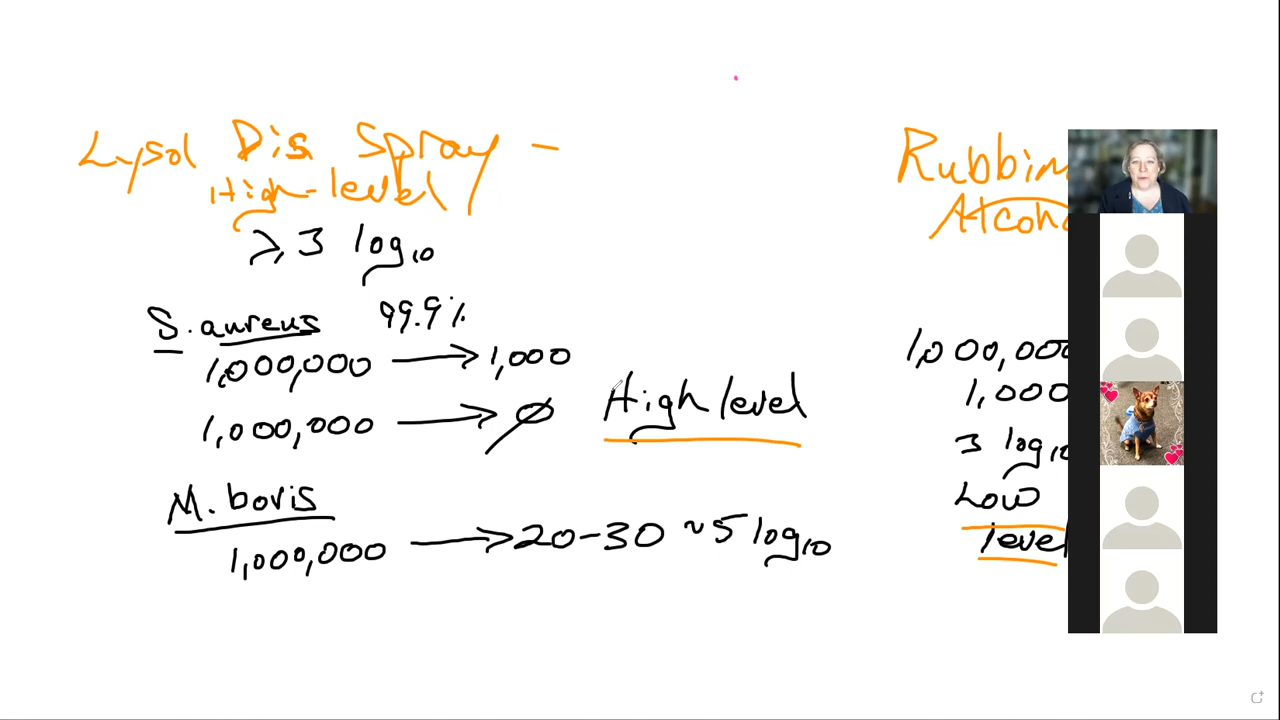 Lysol Dis Spray -
High-level
≥ 3 log10
S. aureus 99.9%
1,000,000 → 1,000
1,000,000 → ∅
High level
M. bovis
1,000,000 → 20-30 ~5 log10
Rubbin
Alcoho
1,000,000
1,000
3 log10
Low
level